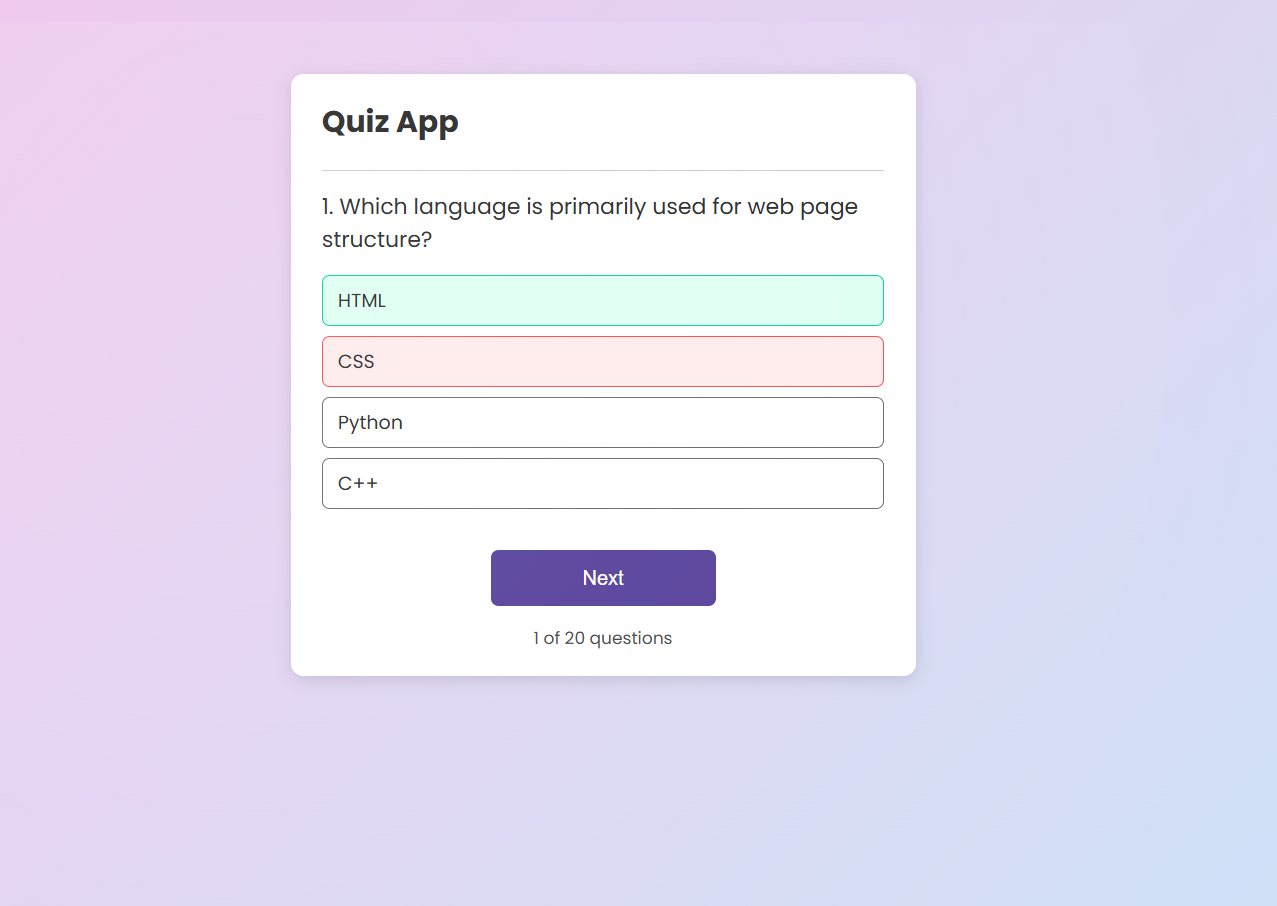 Quiz App
1. Which language is primarily used for web page
structure?
HTML
CSS
Python
C++
Next
1 of 20 questions